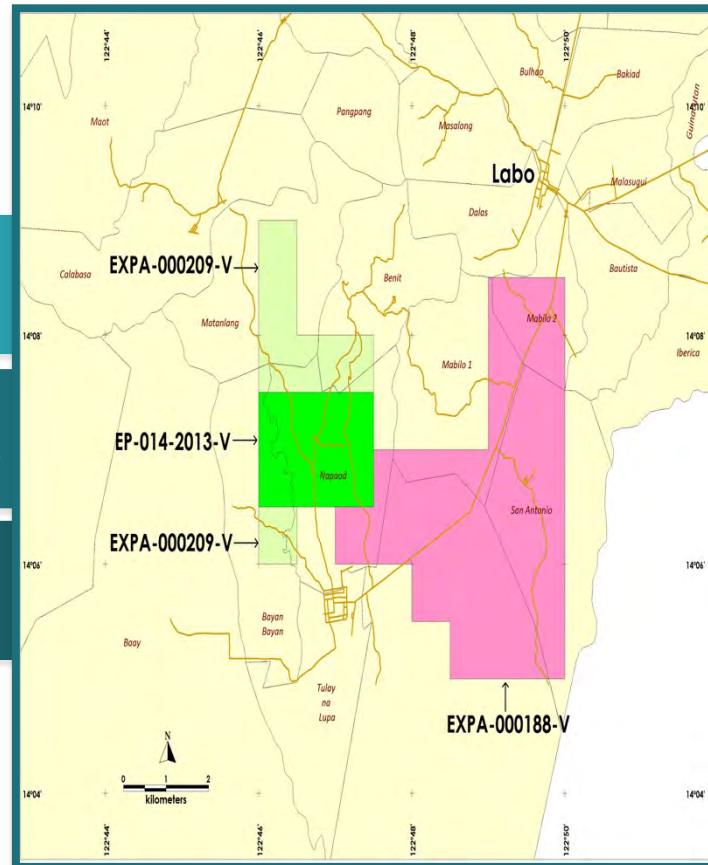 122°44'
122°46'
122°48'
122°50'
14°10'
14°10'
Bulhao
Bakiad
Pangpang
Masalong
Maot
Labo
Malasugui
Dalas
EXPA-000209-V
Calabasa
Benit
Bautista
Matanlang
14°08'
14°08'
Mabilo 2
Mabilo 1
Iberica
EP-014-2013-V
Napaod
San Antonio
EXPA-000209-V
14°06'
14°06'
Bayan
Bayan
Baay
Tulay
na
Lupa
EXPA-000188-V
N
0 1 2
kilometers
14°04'
14°04'
122°44'
122°46'
122°48'
122°50'